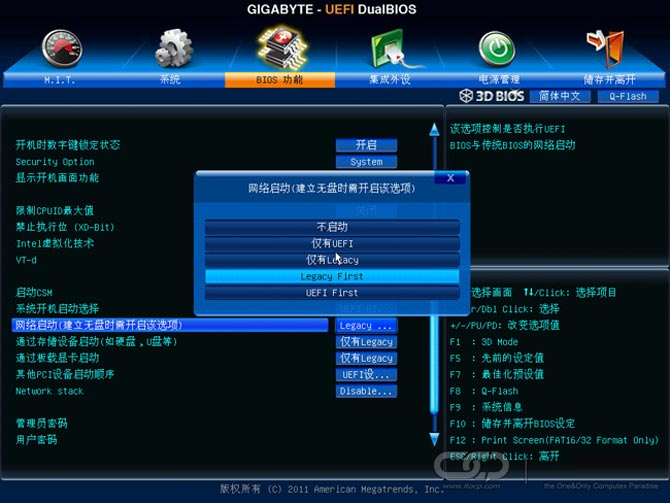 GIGABYTE - UEFI DualBIOS
M.I.T.
系统
BIOS 功能
集成外设
电源管理
储存并离开
3D BIOS
简体中文
Q-Flash
开机时数字键锁定状态 开启
Security Option System
显示开机画面功能
限制CPUID最大值 关闭
禁止执行位 (XD-Bit)
Intel虚拟化技术
VT-d
启动CSM
系统开机启动选择
网络启动(建立无盘时需开启该选项) Legacy ...
通过存储设备启动(如硬盘,U盘等) 仅有Legacy
通过板载显卡启动 仅有Legacy
其他PCI设备启动顺序 UEFI设...
Network stack Disable...
管理员密码
用户密码
网络启动(建立无盘时需开启该选项)
X
不启动
仅有UEFI
仅有Legacy
Legacy First
UEFI First
该选项控制是否执行UEFI
BIOS与传统BIOS的网络启动
选择画面 ↑↓/Click: 选择项目
/Dbl Click: 选择
+/-/PU/PD: 改变选项值
F1 : 3D Mode
F5 : 先前的设定值
F7 : 最佳化预设值
F8 : Q-Flash
F9 : 系统信息
F10 : 储存并离开BIOS设定
F12 : Print Screen(FAT16/32 Format Only)
ESC/Right Click: 离开
版权所有 (C) 2011 American Megatrends, Inc.
www.itocp.com
the One&Only Computex Paradise